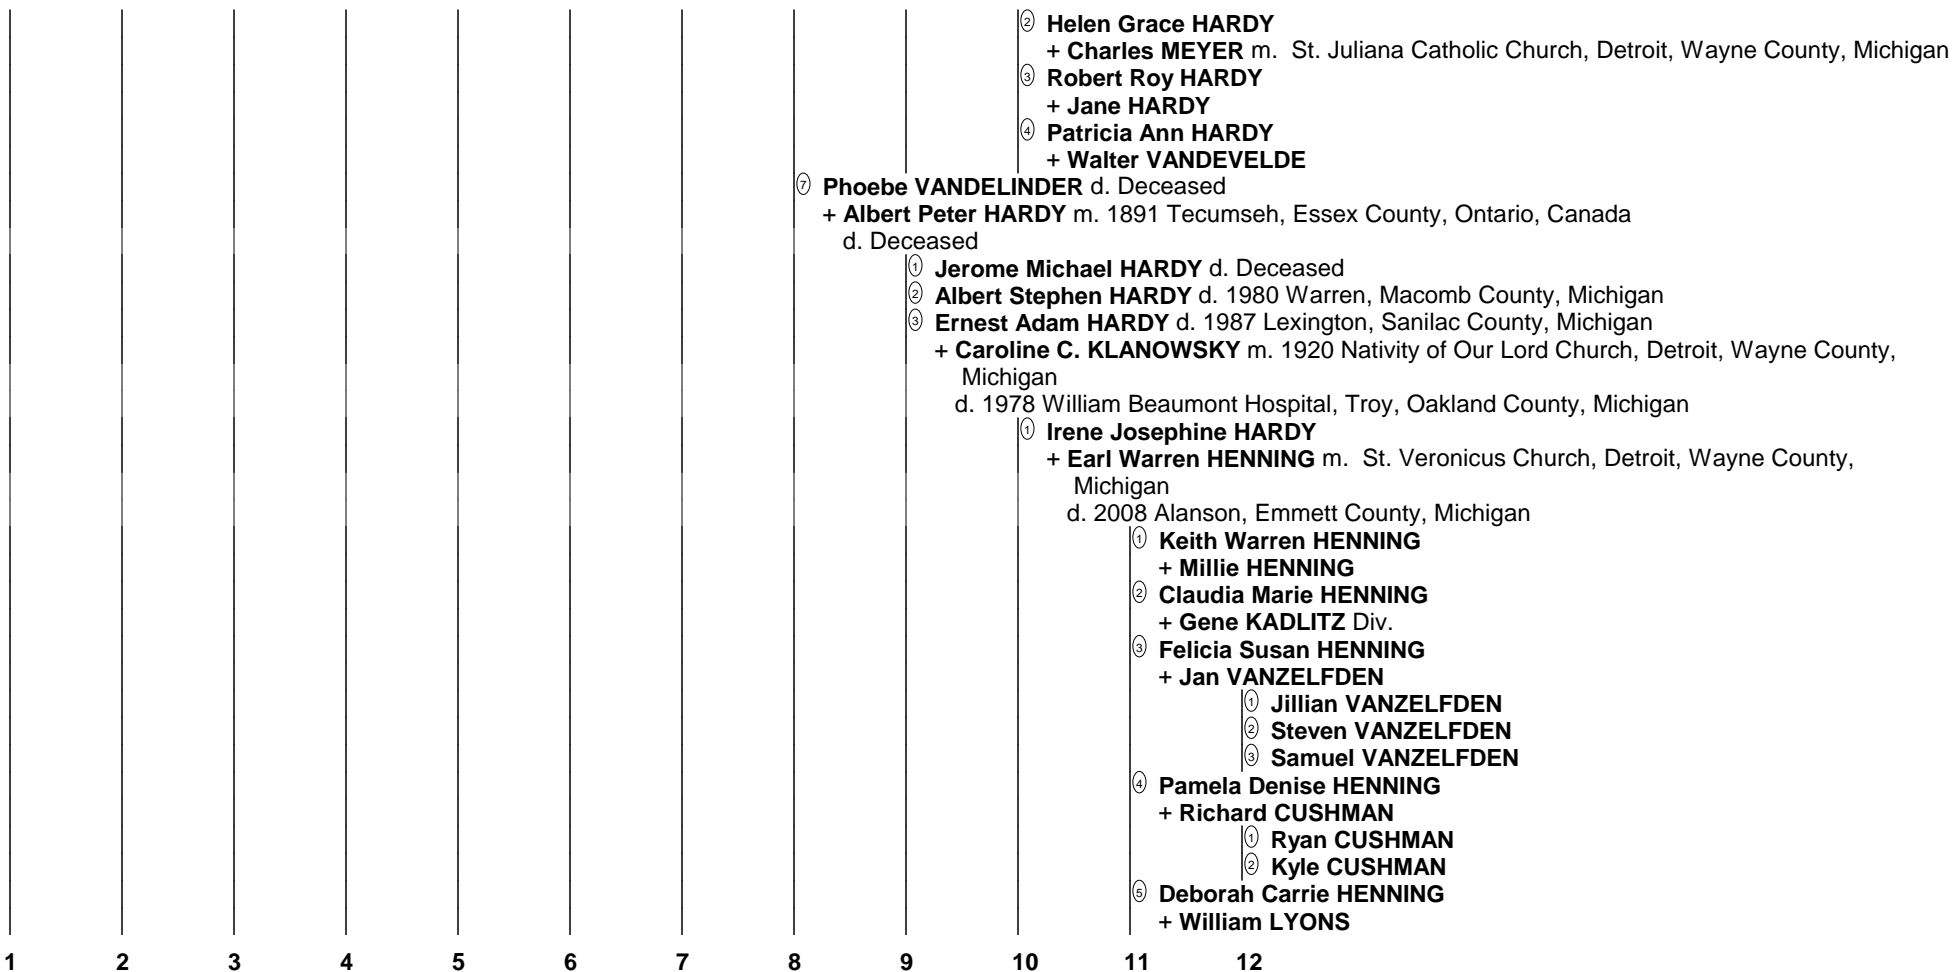 ② Helen Grace HARDY
+ Charles MEYER m.  St. Juliana Catholic Church, Detroit, Wayne County, Michigan
③ Robert Roy HARDY
+ Jane HARDY
④ Patricia Ann HARDY
+ Walter VANDEVELDE
⑦ Phoebe VANDELINDER d. Deceased
+ Albert Peter HARDY m. 1891 Tecumseh, Essex County, Ontario, Canada
d. Deceased
① Jerome Michael HARDY d. Deceased
② Albert Stephen HARDY d. 1980 Warren, Macomb County, Michigan
③ Ernest Adam HARDY d. 1987 Lexington, Sanilac County, Michigan
+ Caroline C. KLANOWSKY m. 1920 Nativity of Our Lord Church, Detroit, Wayne County,
Michigan
d. 1978 William Beaumont Hospital, Troy, Oakland County, Michigan
① Irene Josephine HARDY
+ Earl Warren HENNING m.  St. Veronicus Church, Detroit, Wayne County,
Michigan
d. 2008 Alanson, Emmett County, Michigan
① Keith Warren HENNING
+ Millie HENNING
② Claudia Marie HENNING
+ Gene KADLITZ Div.
③ Felicia Susan HENNING
+ Jan VANZELFDEN
① Jillian VANZELFDEN
② Steven VANZELFDEN
③ Samuel VANZELFDEN
④ Pamela Denise HENNING
+ Richard CUSHMAN
① Ryan CUSHMAN
② Kyle CUSHMAN
⑤ Deborah Carrie HENNING
+ William LYONS
1 2 3 4 5 6 7 8 9 10 11 12